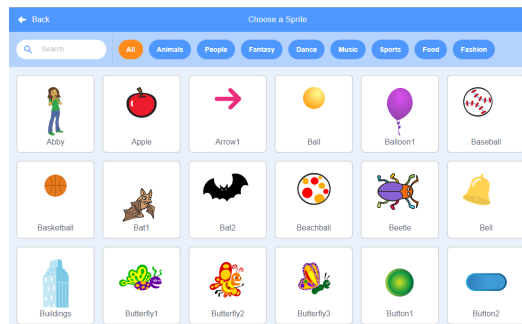 Back
Choose a Sprite
Search
All
Animals
People
Fantasy
Dance
Music
Sports
Food
Fashion
Abby
Apple
Arrow1
Ball
Balloon1
Baseball
Basketball
Bat1
Bat2
Beachball
Beetle
Bell
Buildings
Butterfly1
Butterfly2
Butterfly3
Button1
Button2